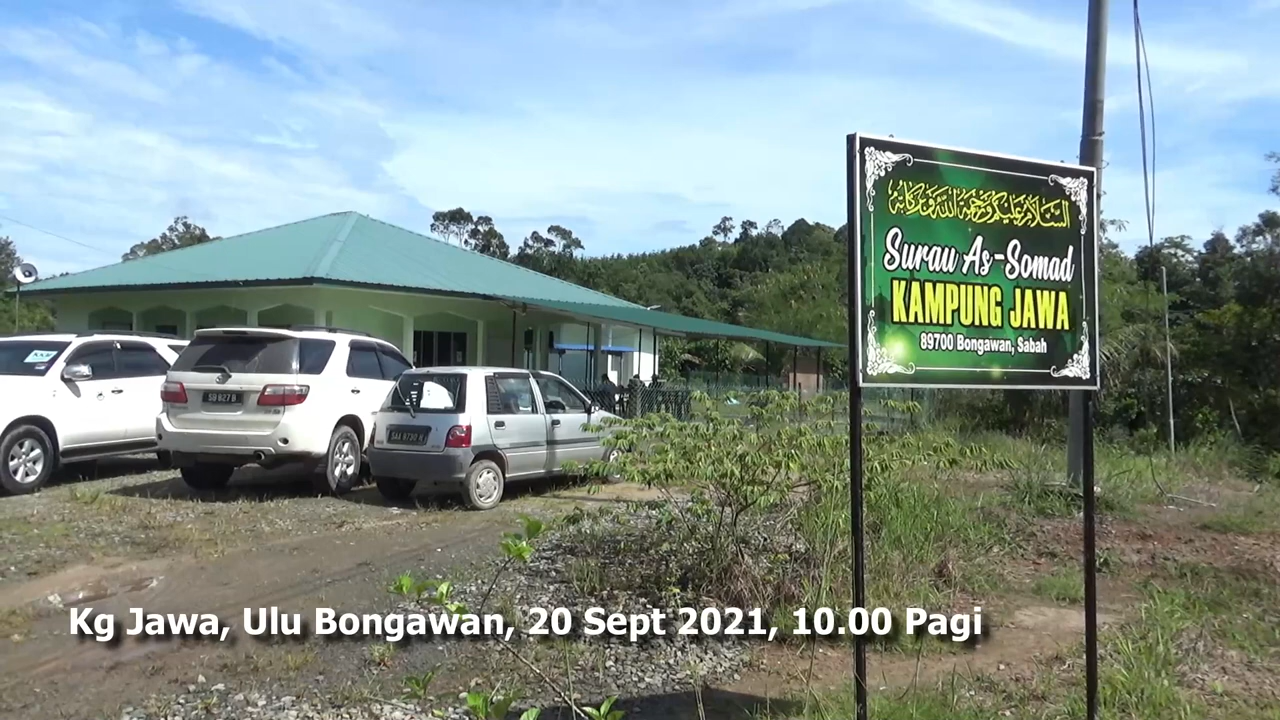 السلام عليكم ورحمة الله وبركاته
Surau As-Somad
KAMPUNG JAWA
89700 Bongawan, Sabah
Kg Jawa, Ulu Bongawan, 20 Sept 2021, 10.00 Pagi